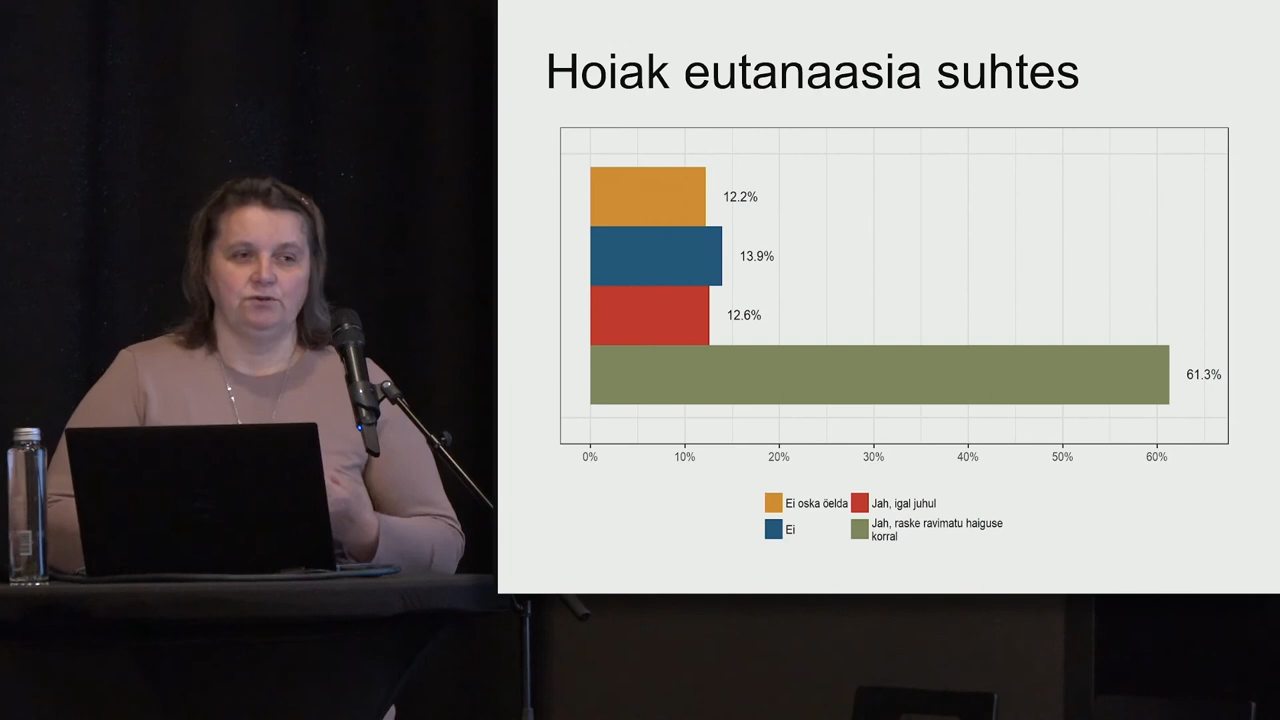 Hoiak eutanaasia suhtes
12.2%
13.9%
12.6%
61.3%
0% 10% 20% 30% 40% 50% 60%
Ei oska öelda Jah, igal juhul
Ei Jah, raske ravimatu haiguse
korral